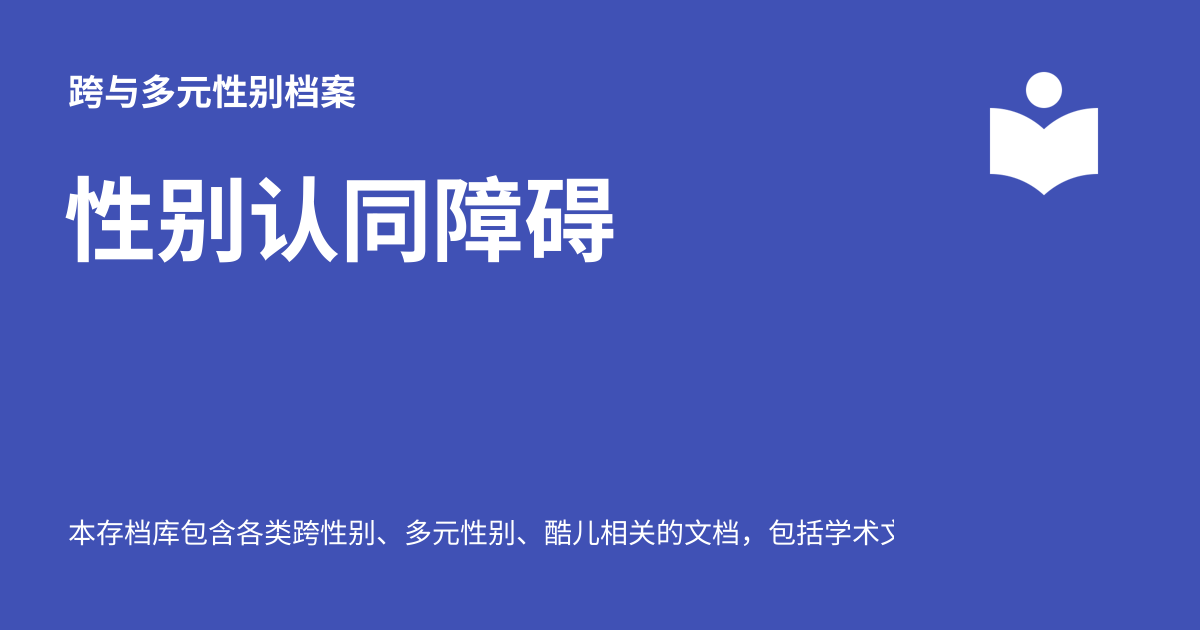 跨与多元性别档案
性别认同障碍
本存档库包含各类跨性别、多元性别、酷儿相关的文档，包括学术